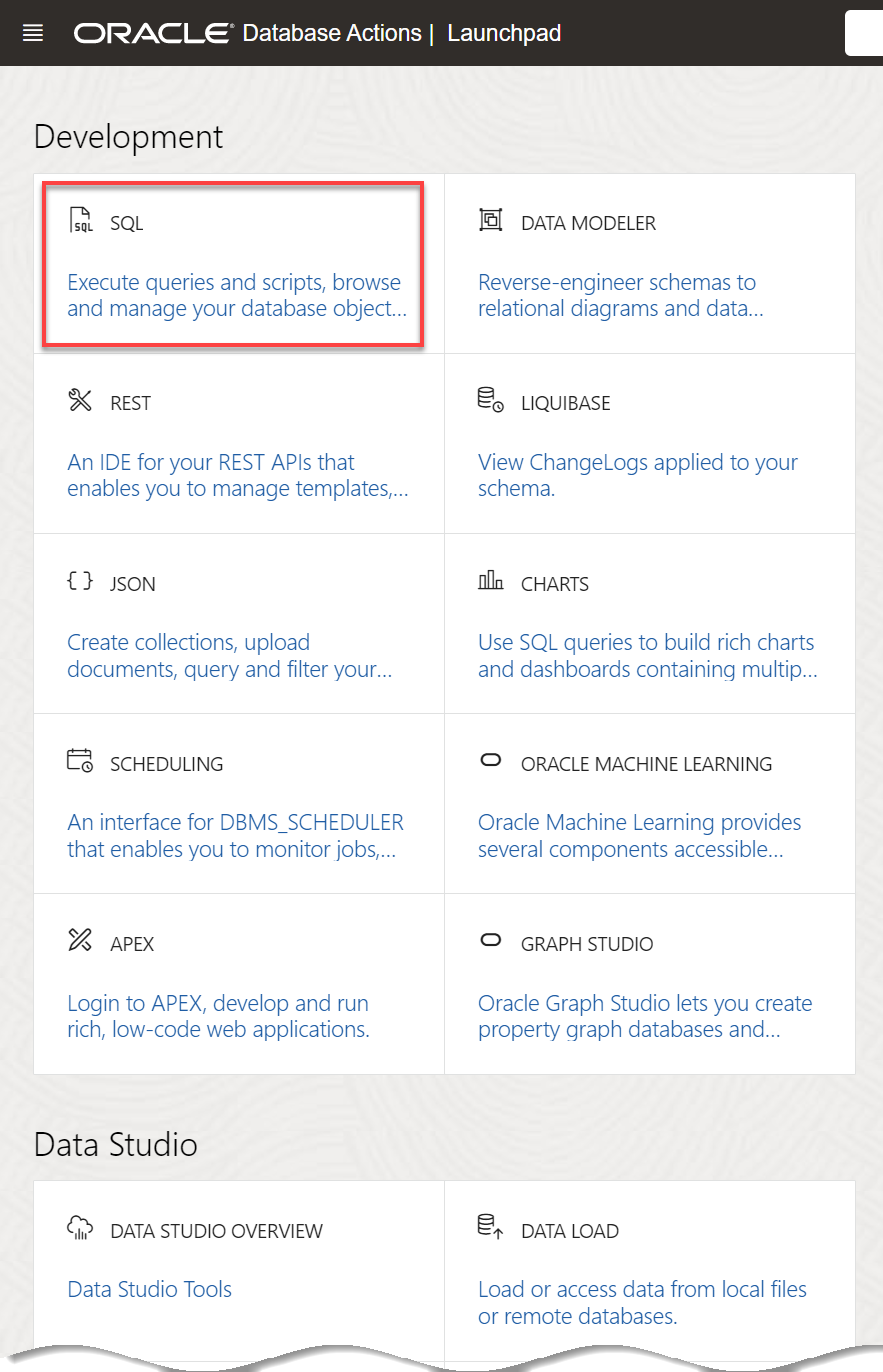 ORACLE® Database Actions | Launchpad
Development
SQL
SQL
Execute queries and scripts, browse
and manage your database object...
DATA MODELER
Reverse-engineer schemas to
relational diagrams and data...
REST
An IDE for your REST APIs that
enables you to manage templates,...
LIQUIBASE
View ChangeLogs applied to your
schema.
{ } JSON
Create collections, upload
documents, query and filter your...
CHARTS
Use SQL queries to build rich charts
and dashboards containing multip...
SCHEDULING
An interface for DBMS_SCHEDULER
that enables you to monitor jobs,...
ORACLE MACHINE LEARNING
Oracle Machine Learning provides
several components accessible...
APEX
Login to APEX, develop and run
rich, low-code web applications.
GRAPH STUDIO
Oracle Graph Studio lets you create
property graph databases and...
Data Studio
DATA STUDIO OVERVIEW
Data Studio Tools
DATA LOAD
Load or access data from local files
or remote databases.